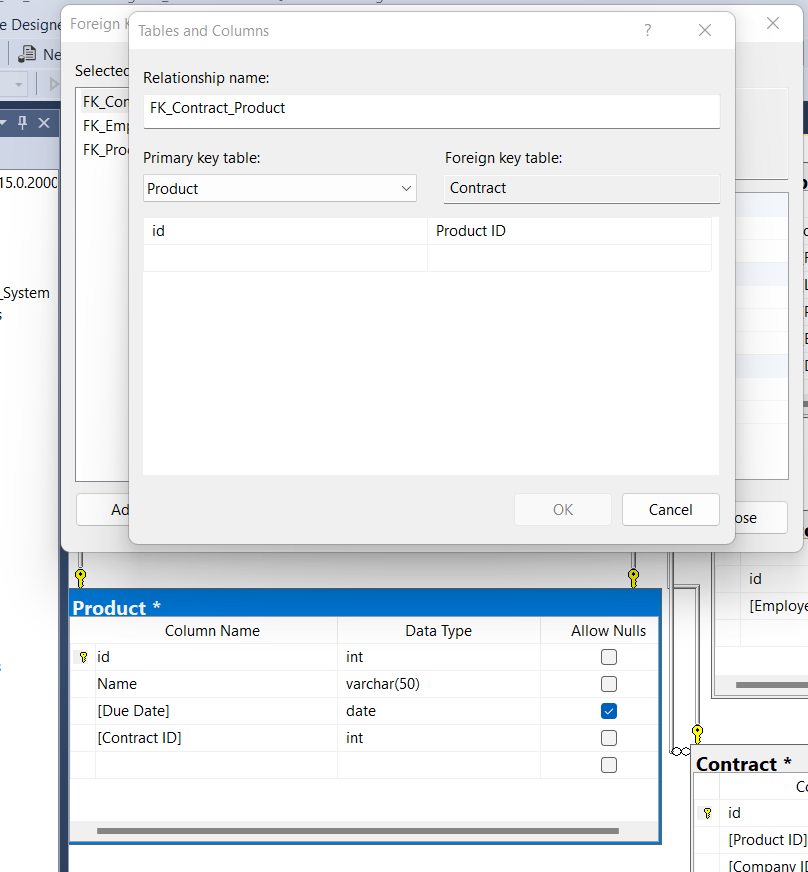 Foreign
Tables and Columns
?
Ne
Selected
Relationship name:
FK_Con
FK_Emp
FK_Pro
FK_Contract_Product
Primary key table:
Foreign key table:
Product
Contract
id
Product ID
15.0.2000
_System
Ad
OK
Cancel
ose
Product *
Column Name
Data Type
Allow Nulls
id
int
Name
varchar(50)
[Due Date]
date
[Contract ID]
int
id
[Employe
Contract *
Co
id
[Product ID]
[Company ID